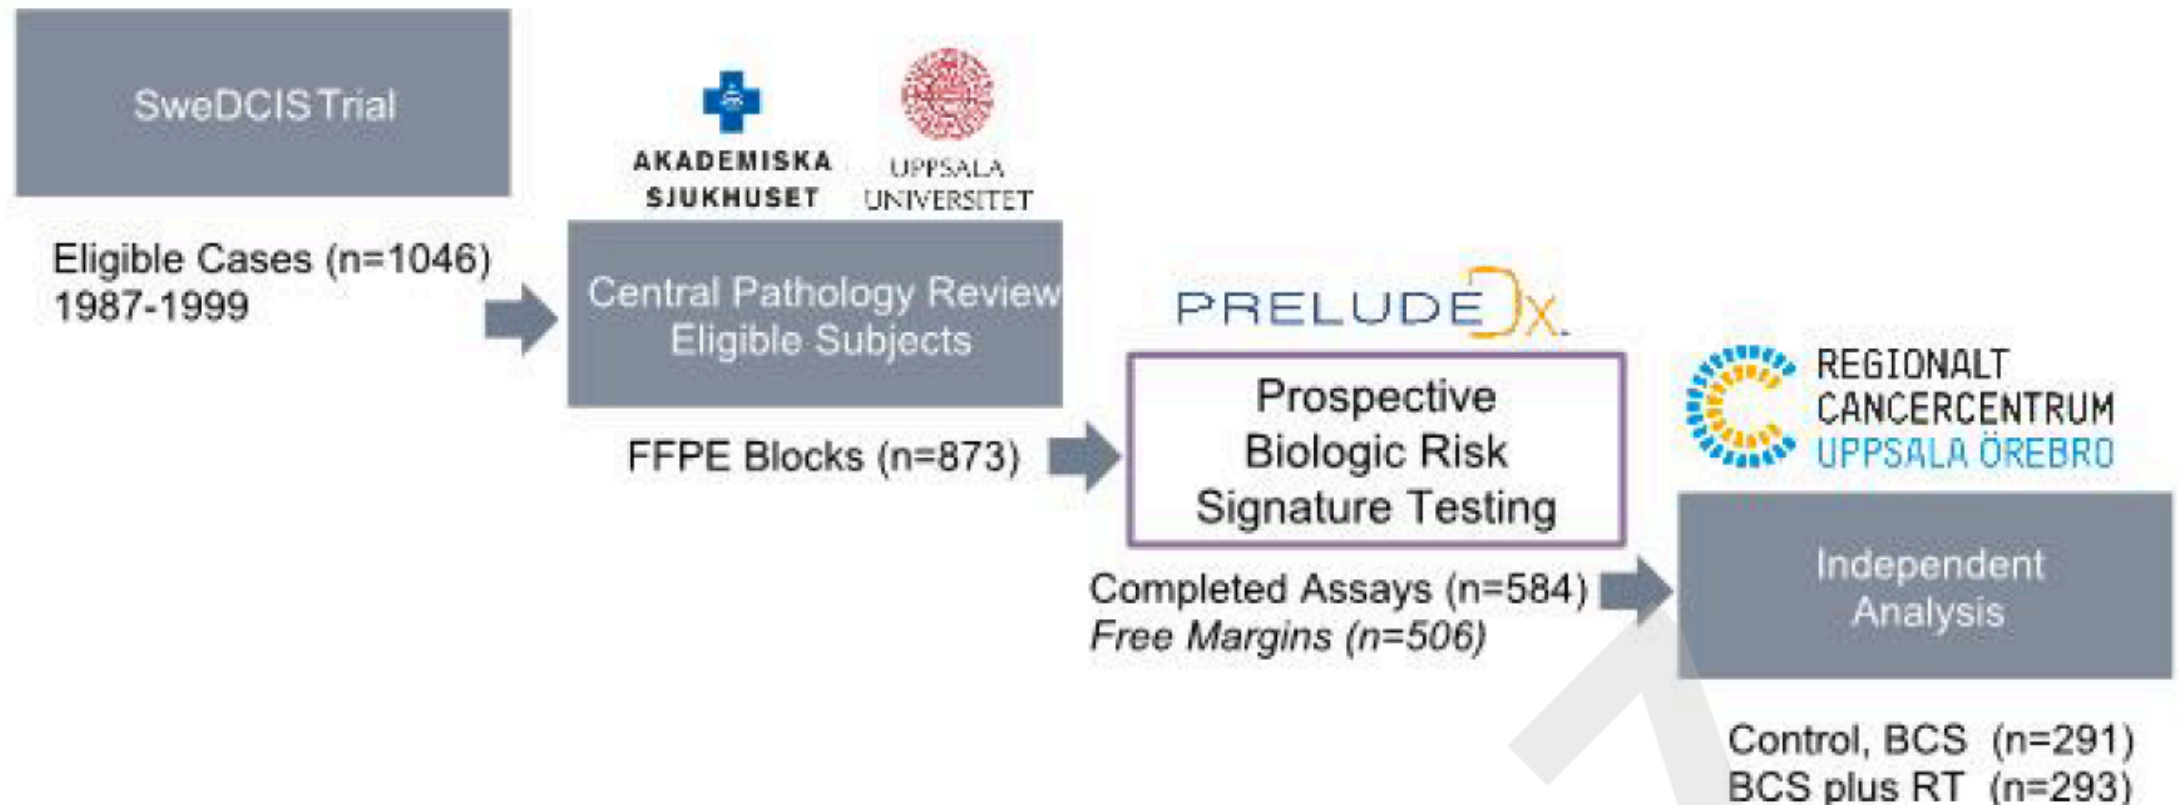 SweDCIS Trial
Eligible Cases (n=1046)
1987-1999
AKADEMISKA
SJUKHUSET
UPPSALA
UNIVERSITET
Central Pathology Review
Eligible Subjects
FFPE Blocks (n=873)
PRELUDEDx
Prospective
Biologic Risk
Signature Testing
Completed Assays (n=584)
Free Margins (n=506)
REGIONALT
CANCERCENTRUM
UPPSALA ÖREBRO
Independent
Analysis
Control, BCS (n=291)
BCS plus RT (n=293)